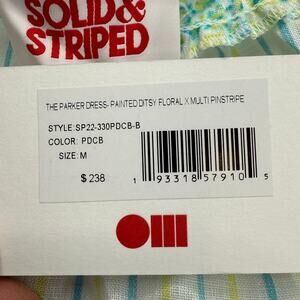 SOLID&
STRIPED
THE PARKER DRESS- PAINTED DITSY FLORAL X MULTI PINSTRIPE
STYLE:SP22-330PDCB-B
COLOR: PDCB
SIZE: M
$ 238
1 93318 57910 5